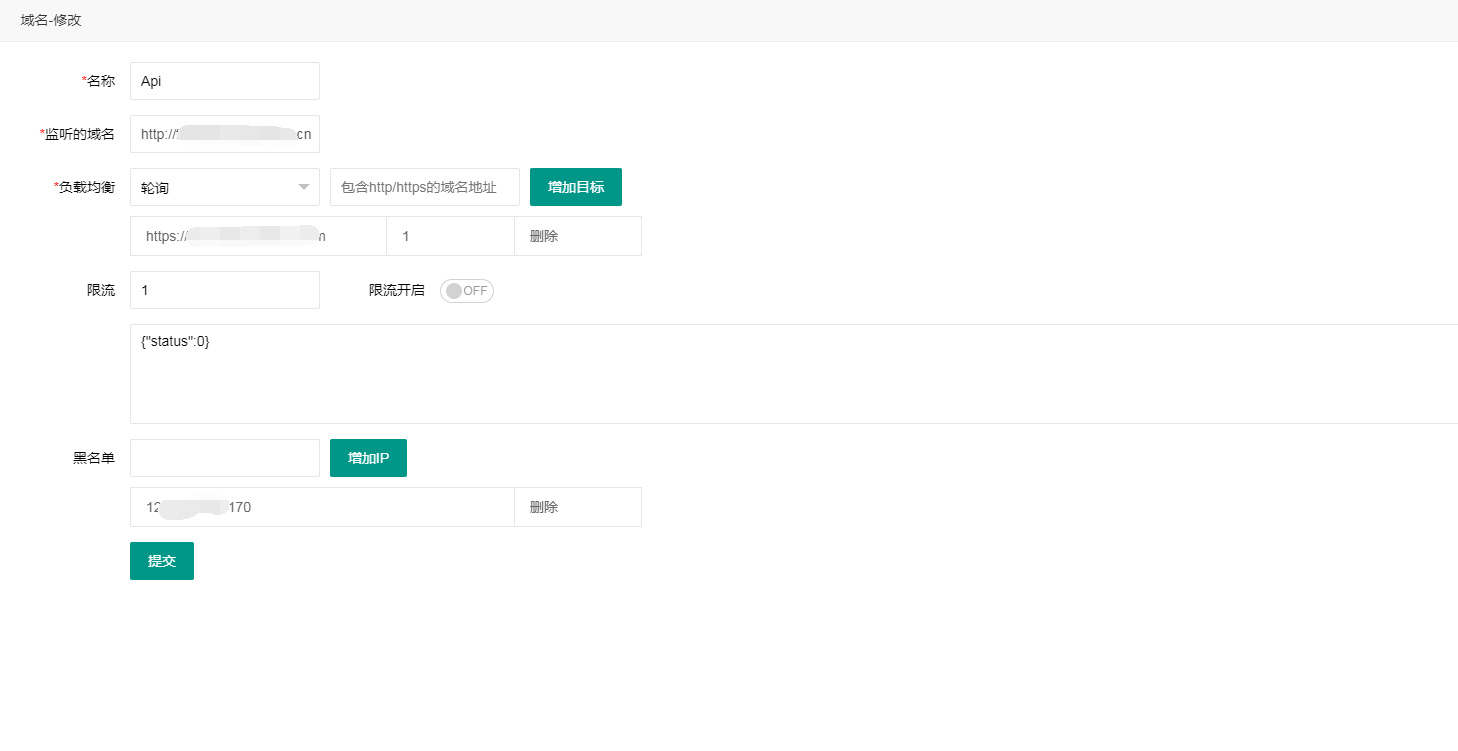 域名-修改
*名称 Api
*监听的域名 http:// cn
*负载均衡 轮询 包含http/https的域名地址 增加目标
https:// 1 删除
限流 1 限流开启 OFF
{"status":0}
黑名单 增加IP
12 170 删除
提交